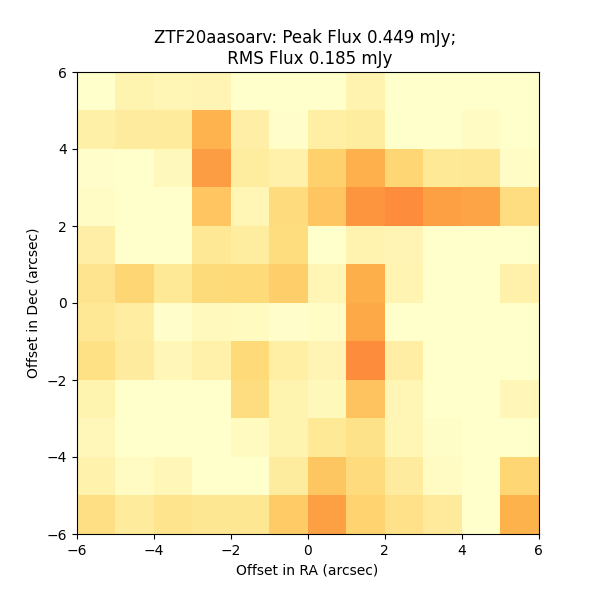 ZTF20aasoarv: Peak Flux 0.449 mJy;
RMS Flux 0.185 mJy
6
4
2
0
−2
−4
−6
Offset in Dec (arcsec)
−6 −4 −2 0 2 4 6
Offset in RA (arcsec)